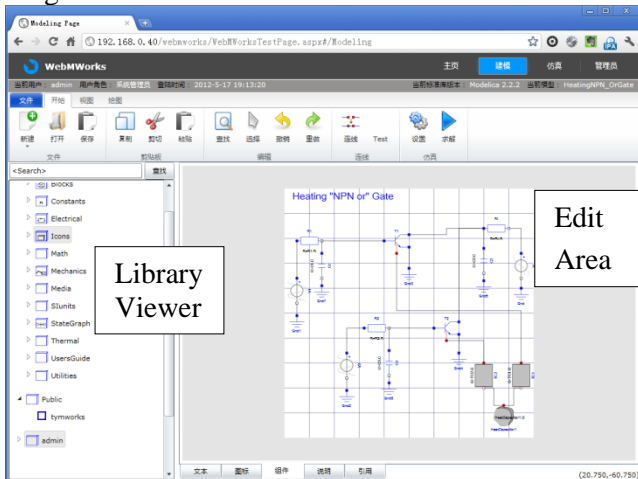 Modeling Page
192.168.0.40/webmworks/WebMWorksTestPage.aspx#/Modeling
WebMWorks
主页 建模 仿真 管理员
当前用户: admin 用户角色: 系统管理员 登陆时间: 2012-5-17 19:13:20 当前标准库版本: Modelica 2.2.2 当前模型: HeatingNPN_OrGate
文件 开始 视图 绘图
新建 打开 保存 复制 剪切 粘贴 查找 选择 撤销 重做 连线 Test 设置 求解
文件 剪贴板 编辑 连线 仿真
<Search> 查找
Blocks
Constants
Electrical
Icons
Math
Mechanics
Media
SIunits
StateGraph
Thermal
UsersGuide
Utilities
Public
tymworks
admin
Library
Viewer
Heating "NPN or" Gate
Edit
Area
文本 图标 组件 说明 引用
(20.750,-60.750)